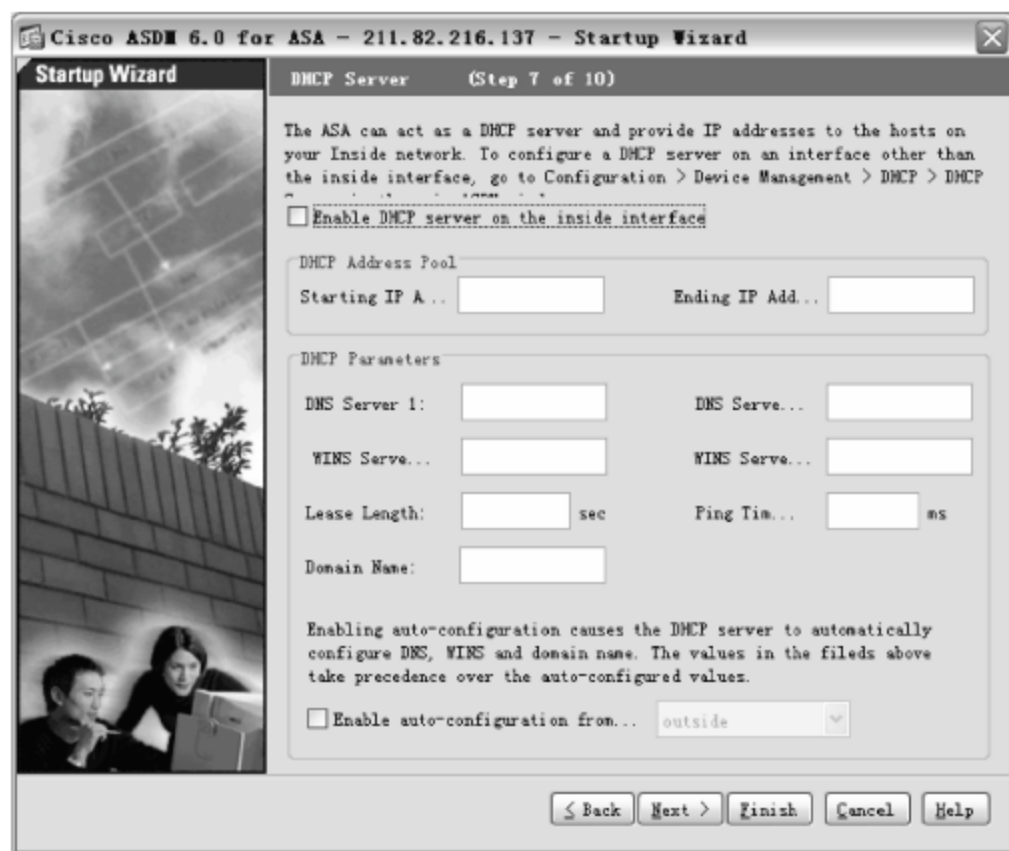 Cisco ASDM 6.0 for ASA - 211.82.216.137 - Startup Wizard
Startup Wizard
DHCP Server (Step 7 of 10)
The ASA can act as a DHCP server and provide IP addresses to the hosts on
your Inside network. To configure a DHCP server on an interface other than
the inside interface, go to Configuration > Device Management > DHCP > DHCP
Enable DHCP server on the inside interface
DHCP Address Pool
Starting IP A...
Ending IP Add...
DHCP Parameters
DNS Server 1:
DNS Serve...
WINS Serve...
WINS Serve...
Lease Length:
sec
Ping Tim...
ms
Domain Name:
Enabling auto-configuration causes the DHCP server to automatically
configure DNS, WINS and domain name. The values in the fileds above
take precedence over the auto-configured values.
Enable auto-configuration from...
outside
< Back
Next >
Finish
Cancel
Help